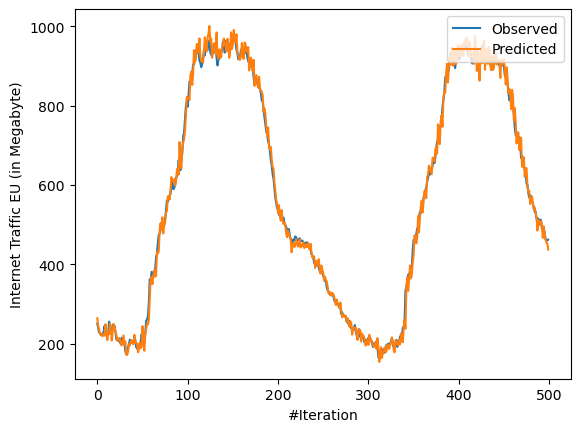 1000
800
600
400
200
Internet Traffic EU (in Megabyte)
Observed
Predicted
0 100 200 300 400 500
#Iteration